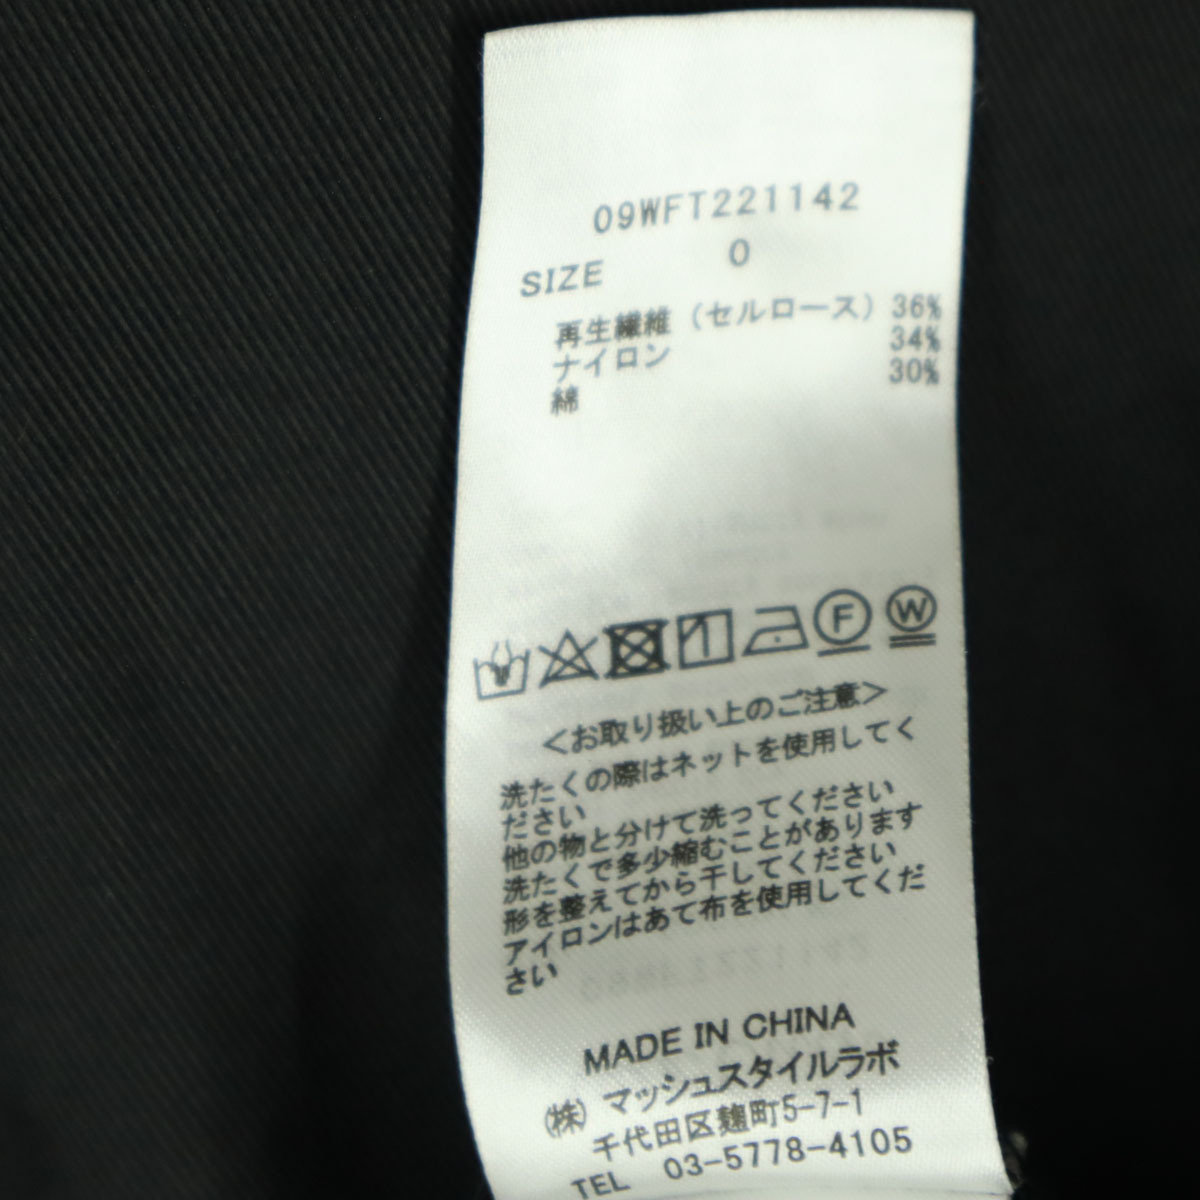 09WFT221142
SIZE 0
再生繊維（セルロース）36%
ナイロン 34%
綿 30%
F W
<お取り扱い上のご注意>
洗たくの際はネットを使用してく
ださい
他の物と分けて洗ってください
洗たくで多少縮むことがあります
形を整えてから干してください
アイロンはあて布を使用してくだ
さい
MADE IN CHINA
㈱ マッシュスタイルラボ
千代田区麹町5-7-1
TEL 03-5778-4105